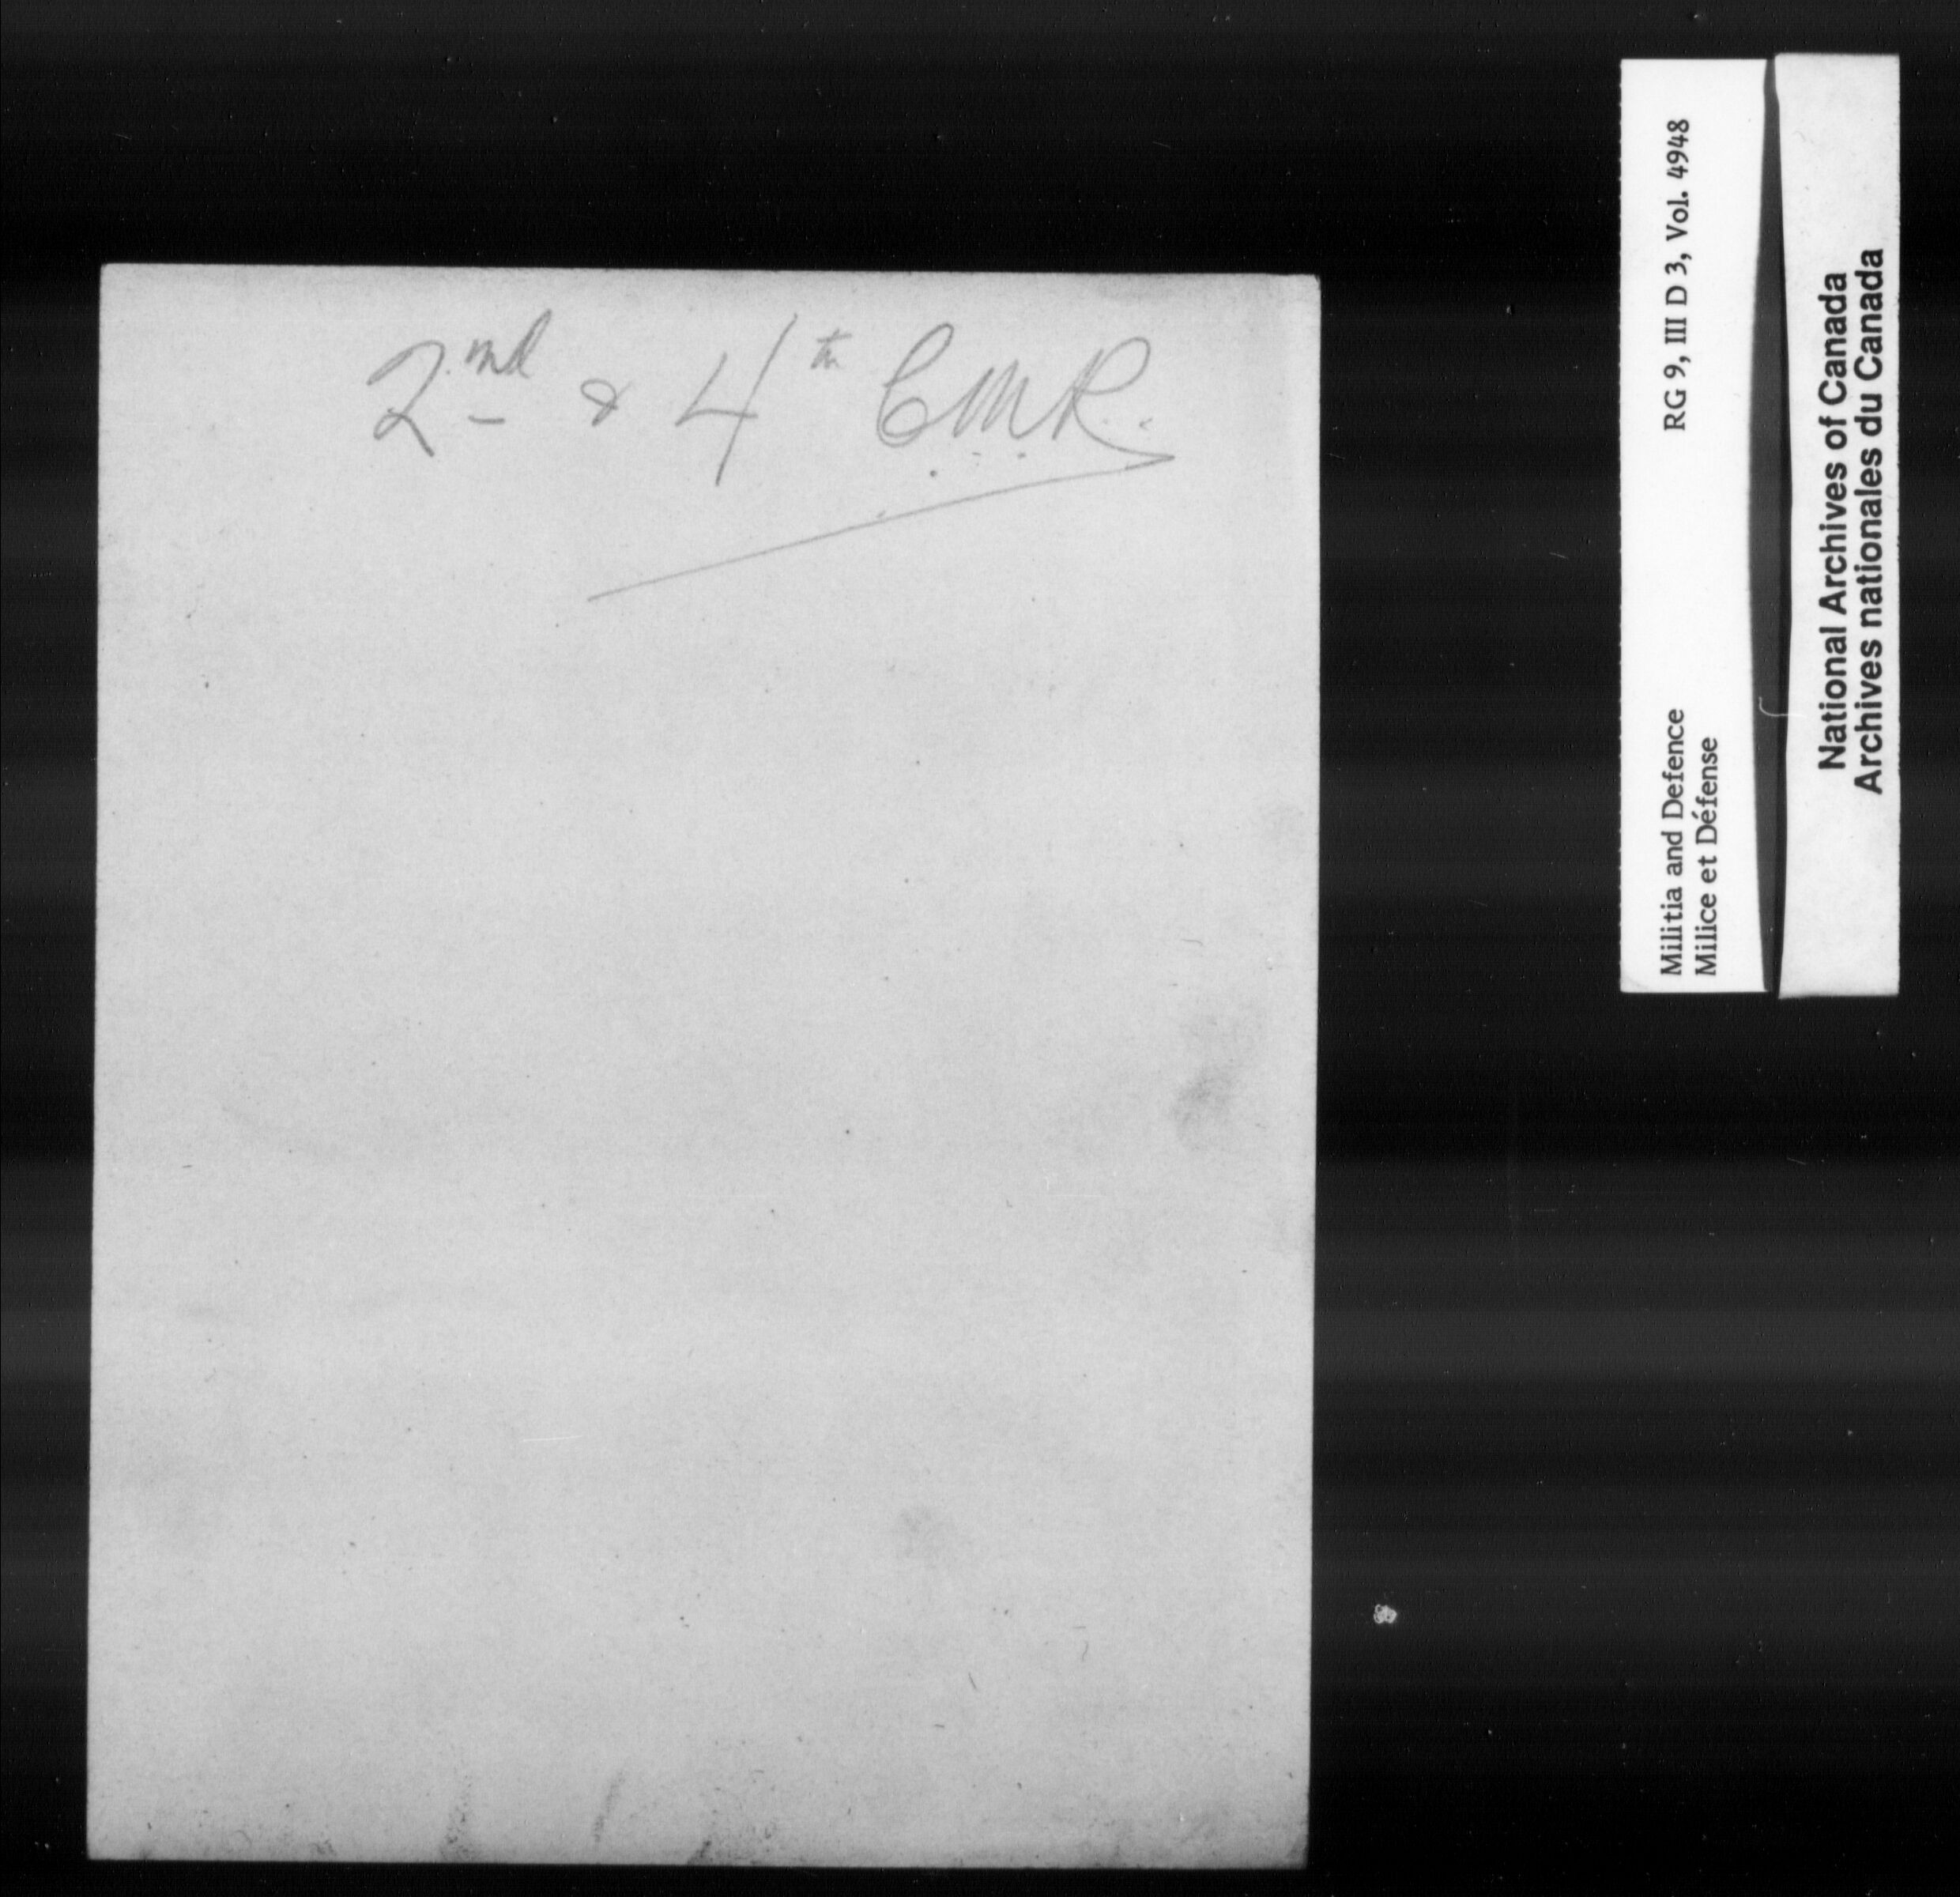 2nd & 4th C.M.R.
Militia and Defence RG 9, III D 3, Vol. 4948
Milice et Défense
National Archives of Canada
Archives nationales du Canada